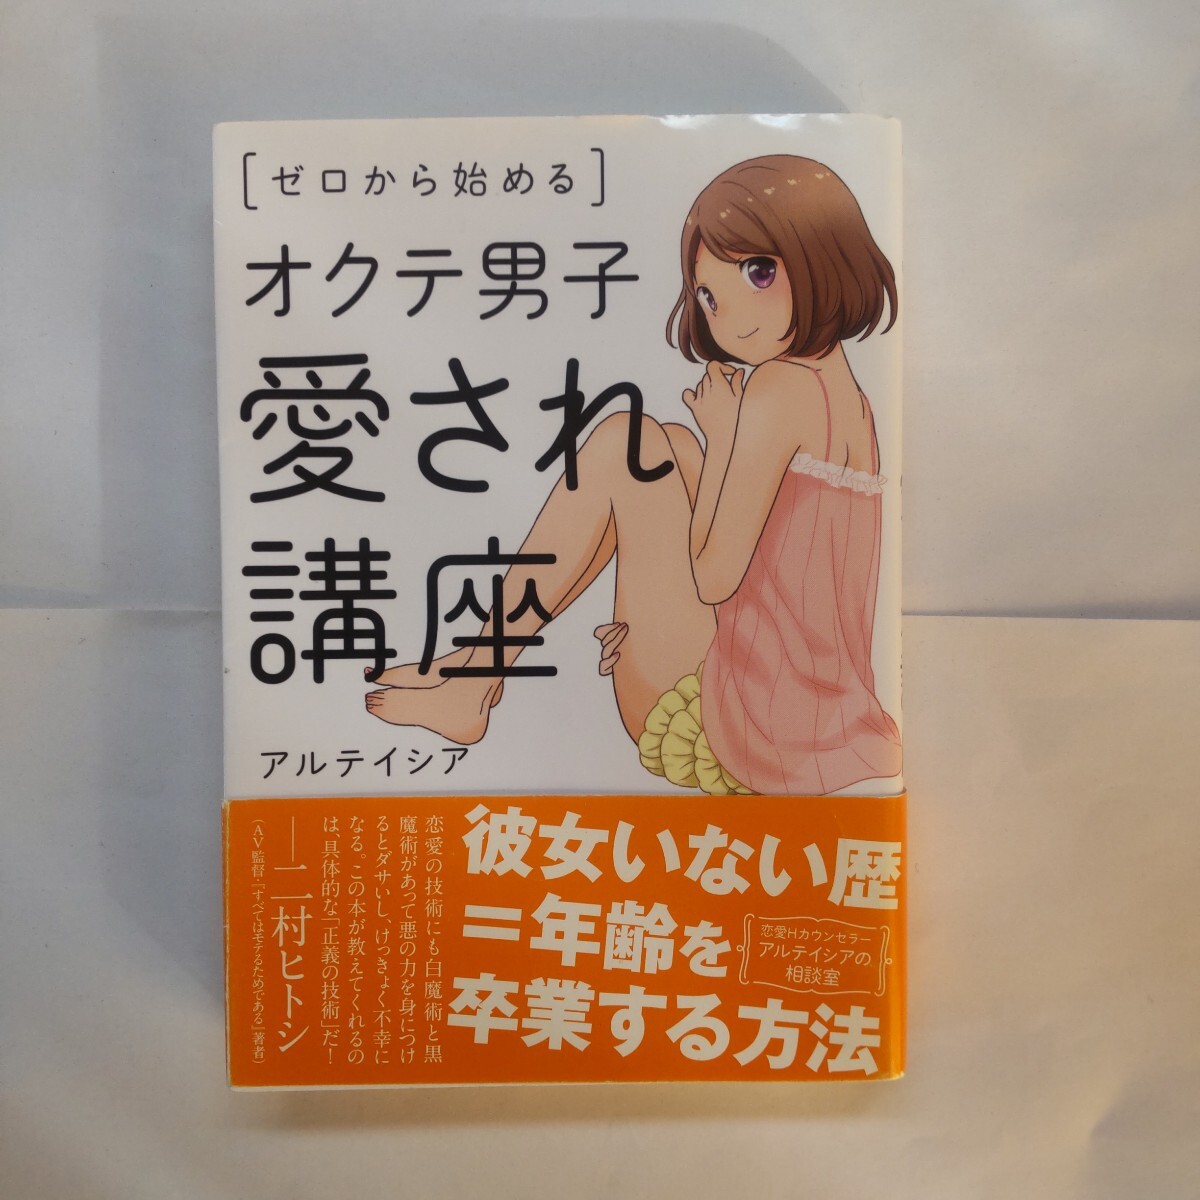 [ゼロから始める]
オクテ男子
愛され
講座
アルテイシア
彼女いない歴
＝年齢を
卒業する方法
恋愛Hカウンセラー
アルテイシアの
相談室
恋愛の技術にも白魔術と黒
魔術があって悪の力を身につけ
るとダサいし、けっきょく不幸に
なる。この本が教えてくれるの
は、具体的な「正義の技術」だ！
──二村ヒトシ
（AV監督・『すべてはモテるためである』著者）